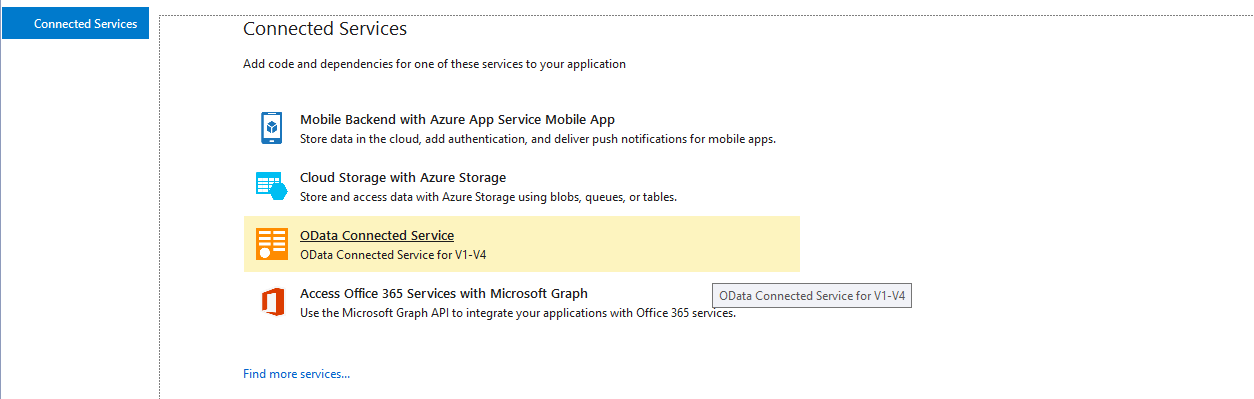 Connected Services
Connected Services
Add code and dependencies for one of these services to your application
Mobile Backend with Azure App Service Mobile App
Store data in the cloud, add authentication, and deliver push notifications for mobile apps.
Cloud Storage with Azure Storage
Store and access data with Azure Storage using blobs, queues, or tables.
OData Connected Service
OData Connected Service for V1-V4
Access Office 365 Services with Microsoft Graph
OData Connected Service for V1-V4
Use the Microsoft Graph API to integrate your applications with Office 365 services.
Find more services...